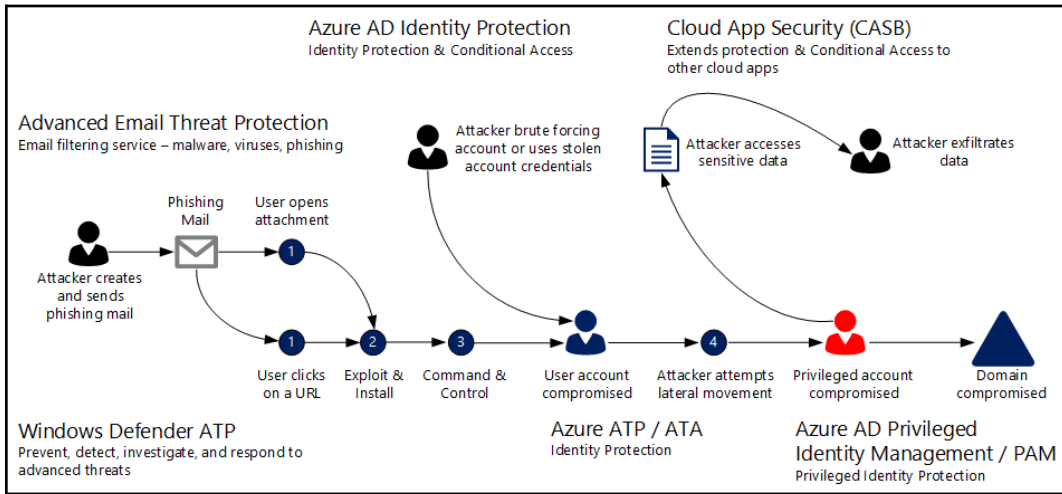 Azure AD Identity Protection
Identity Protection & Conditional Access
Cloud App Security (CASB)
Extends protection & Conditional Access to
other cloud apps
Advanced Email Threat Protection
Email filtering service – malware, viruses, phishing
Attacker brute forcing
account or uses stolen
account credentials
Attacker accesses
sensitive data
Attacker exfiltrates
data
Phishing
Mail
User opens
attachment
1
Attacker creates
and sends
phishing mail
1
2
3
4
User clicks
on a URL
Exploit &
Install
Command &
Control
User account
compromised
Attacker attempts
lateral movement
Privileged account
compromised
Domain
compromised
Windows Defender ATP
Prevent, detect, investigate, and respond to
advanced threats
Azure ATP / ATA
Identity Protection
Azure AD Privileged
Identity Management / PAM
Privileged Identity Protection